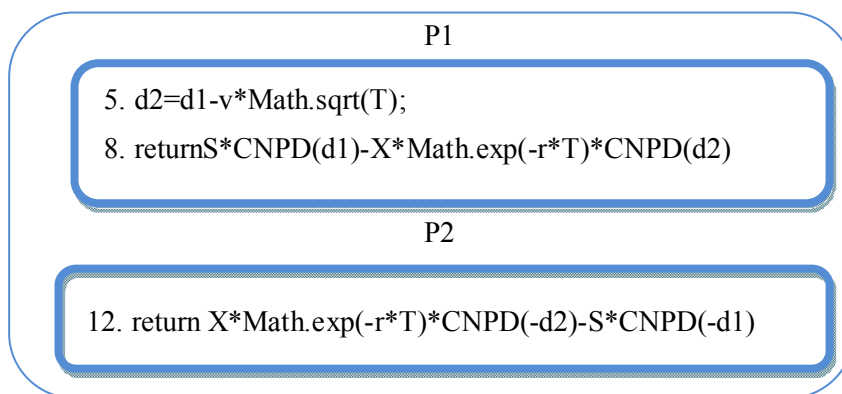 P1
5. d2=d1-v*Math.sqrt(T);
8. returnS*CNPD(d1)-X*Math.exp(-r*T)*CNPD(d2)
P2
12. return X*Math.exp(-r*T)*CNPD(-d2)-S*CNPD(-d1)